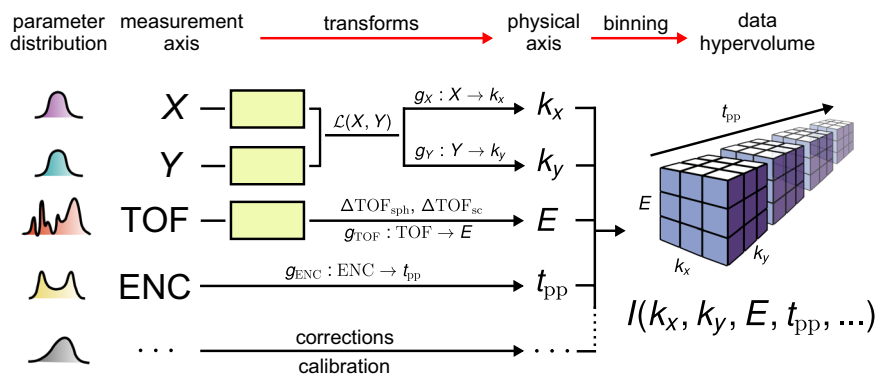 parameter distribution
measurement axis
transforms
physical axis
binning
data hypervolume
X
ℒ(X, Y)
g_X : X → k_x
k_x
Y
g_Y : Y → k_y
k_y
TOF
ΔTOF_sph, ΔTOF_sc
g_TOF : TOF → E
E
ENC
g_ENC : ENC → t_pp
t_pp
. . .
corrections
calibration
. . .
t_pp
E
k_x
k_y
I(k_x, k_y, E, t_pp, ...)